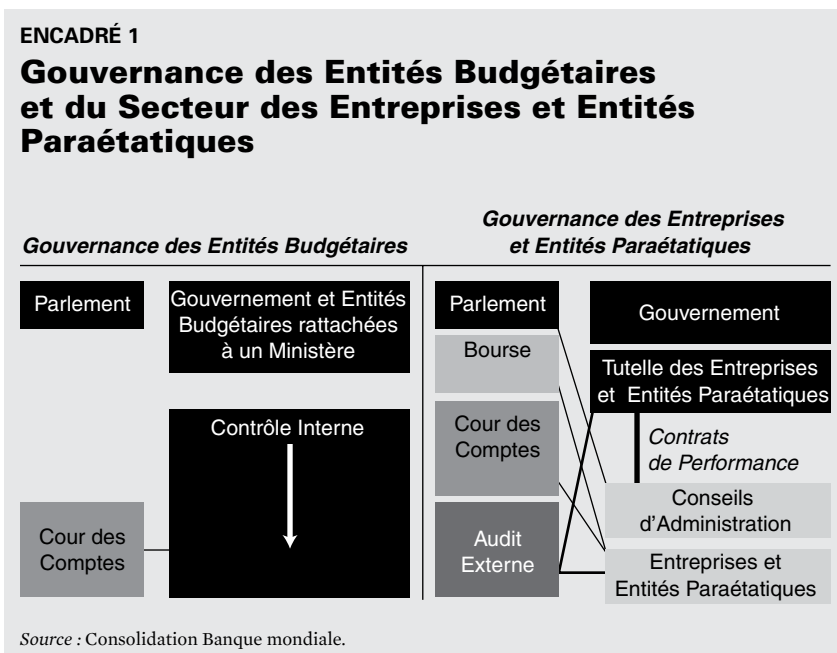 ENCADRÉ 1
Gouvernance des Entités Budgétaires
et du Secteur des Entreprises et Entités
Paraétatiques
Gouvernance des Entités Budgétaires
Parlement
Gouvernement et Entités
Budgétaires rattachées
à un Ministère
Contrôle Interne
Cour des
Comptes
Gouvernance des Entreprises
et Entités Paraétatiques
Parlement
Bourse
Cour des
Comptes
Audit
Externe
Gouvernement
Tutelle des Entreprises
et Entités Paraétatiques
Contrats
de Performance
Conseils
d'Administration
Entreprises et
Entités Paraétatiques
Source : Consolidation Banque mondiale.